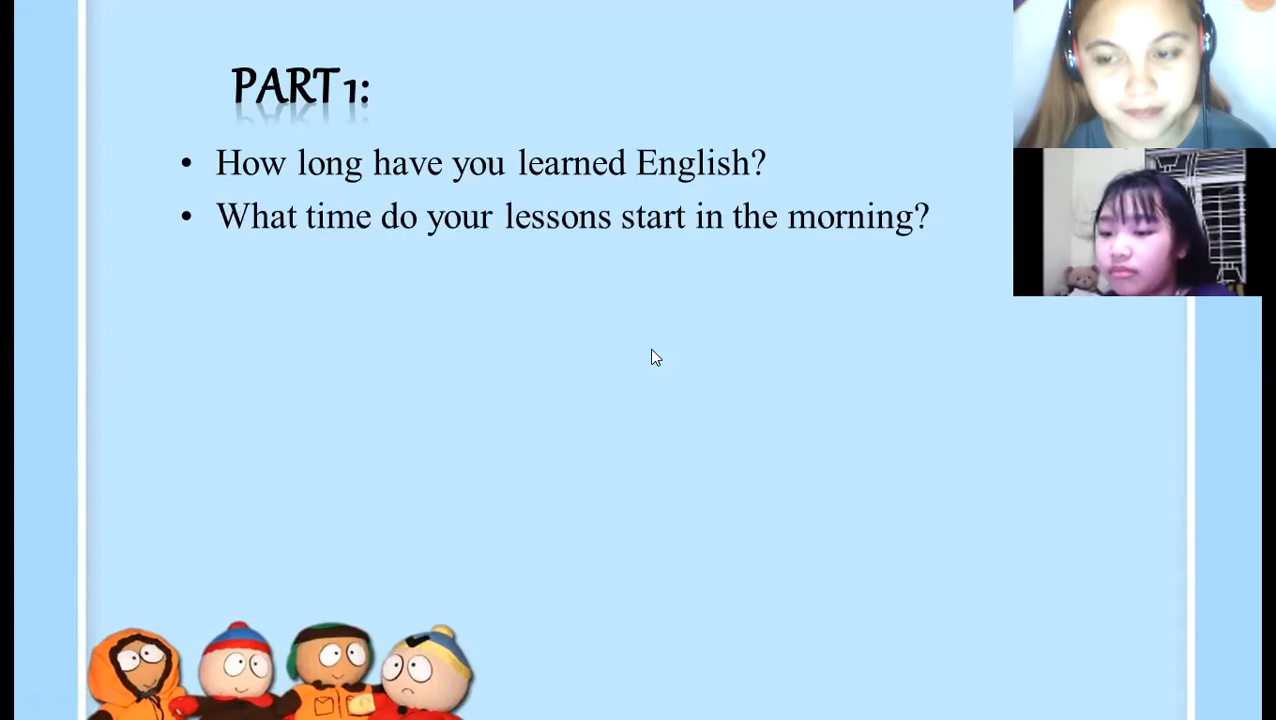 PART 1:
• How long have you learned English?
• What time do your lessons start in the morning?